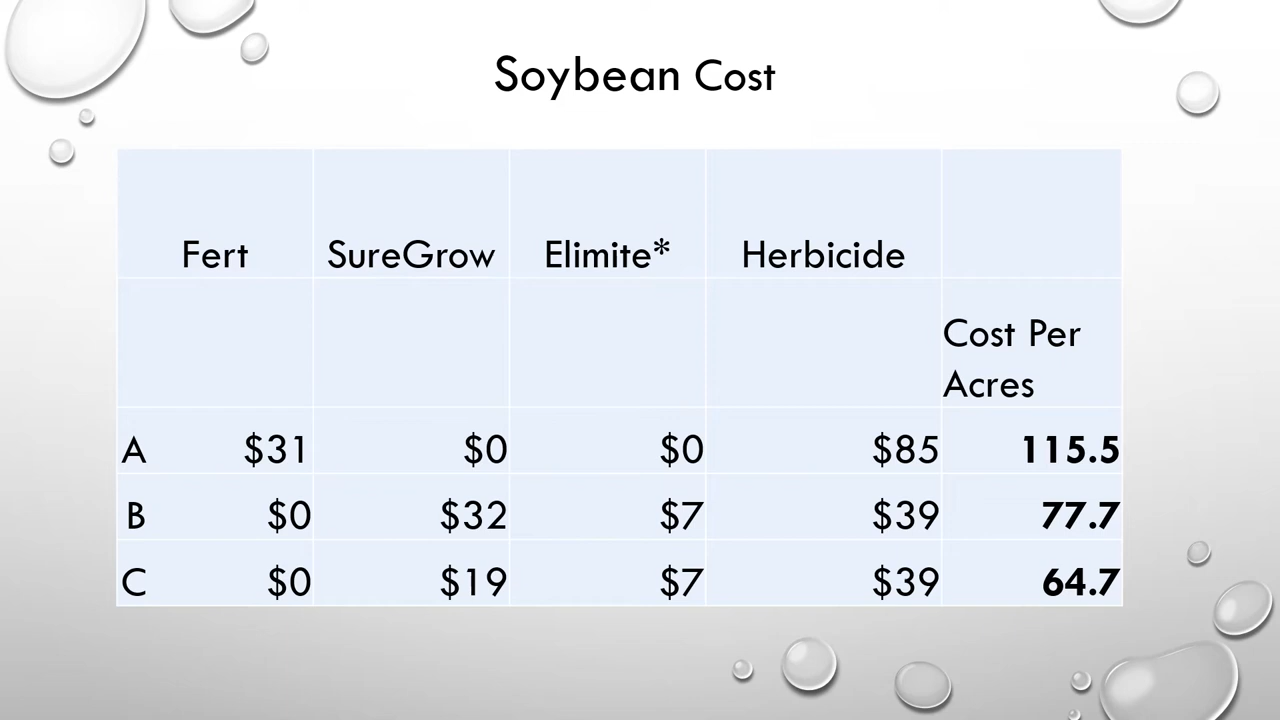 Soybean Cost
Fert SureGrow Elimite* Herbicide
Cost Per
Acres
A $31 $0 $0 $85 115.5
B $0 $32 $7 $39 77.7
C $0 $19 $7 $39 64.7